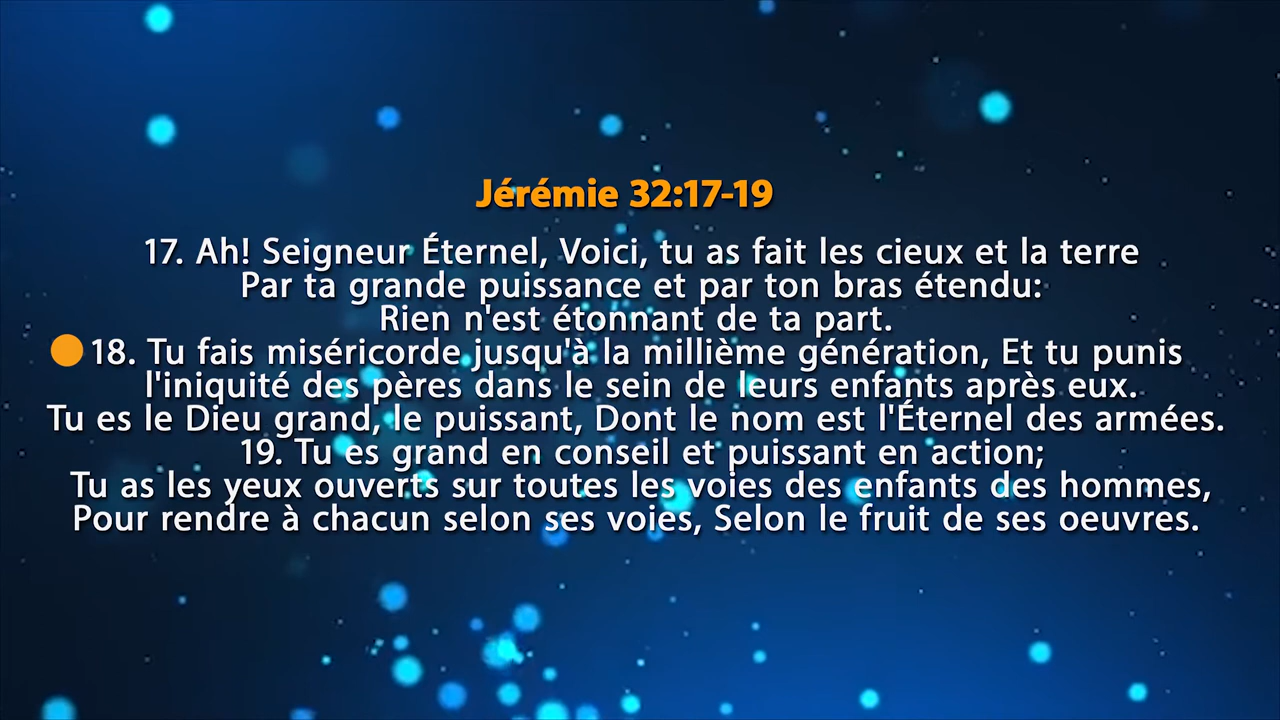 Jérémie 32:17-19
17. Ah! Seigneur Éternel, Voici, tu as fait les cieux et la terre
Par ta grande puissance et par ton bras étendu:
Rien n'est étonnant de ta part.
18. Tu fais miséricorde jusqu'à la millième génération, Et tu punis
l'iniquité des pères dans le sein de leurs enfants après eux.
Tu es le Dieu grand, le puissant, Dont le nom est l'Éternel des armées.
19. Tu es grand en conseil et puissant en action;
Tu as les yeux ouverts sur toutes les voies des enfants des hommes,
Pour rendre à chacun selon ses voies, Selon le fruit de ses oeuvres.